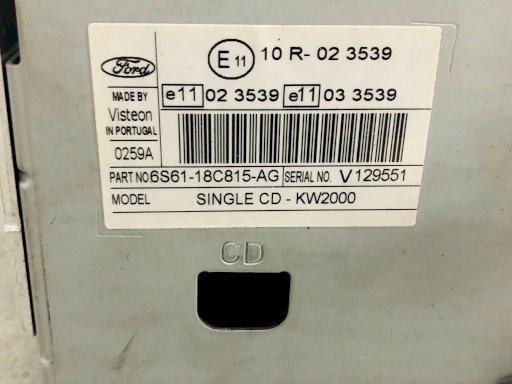 Ford
E 11 10 R- 02 3539
MADE BY
Visteon
IN PORTUGAL
e11 02 3539 e11 03 3539
0259A
PART NO 6S61-18C815-AG SERIAL NO. V 129551
MODEL SINGLE CD - KW2000
CD